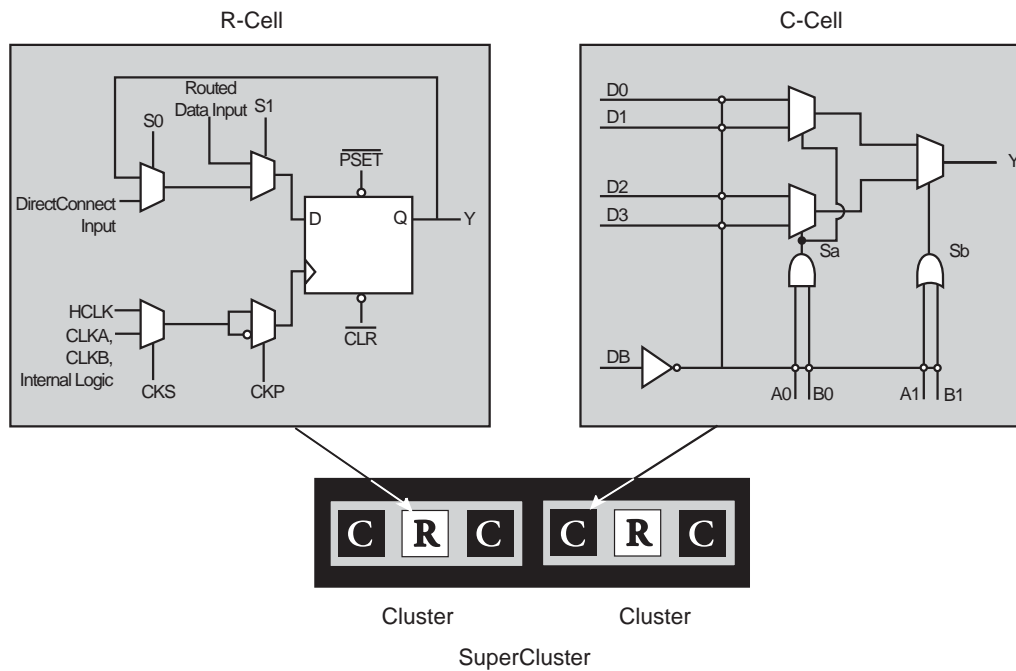 R-Cell
C-Cell
Routed
Data Input
S1
S0
PSET
DirectConnect
Input
D
Q
Y
HCLK
CLKA,
CLKB,
Internal Logic
CKS
CKP
CLR
D0
D1
D2
D3
Sa
Sb
Y
DB
A0
B0
A1
B1
C
R
C
C
R
C
Cluster
Cluster
SuperCluster